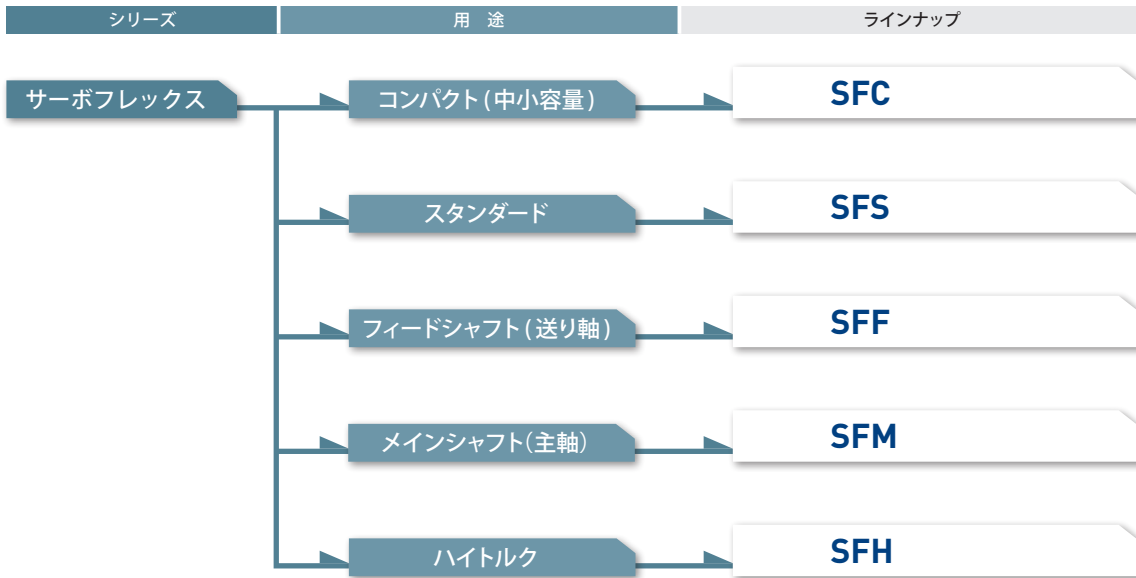 シリーズ
用 途
ラインナップ
サーボフレックス
コンパクト(中小容量)
SFC
スタンダード
SFS
フィードシャフト(送り軸)
SFF
メインシャフト(主軸)
SFM
ハイトルク
SFH